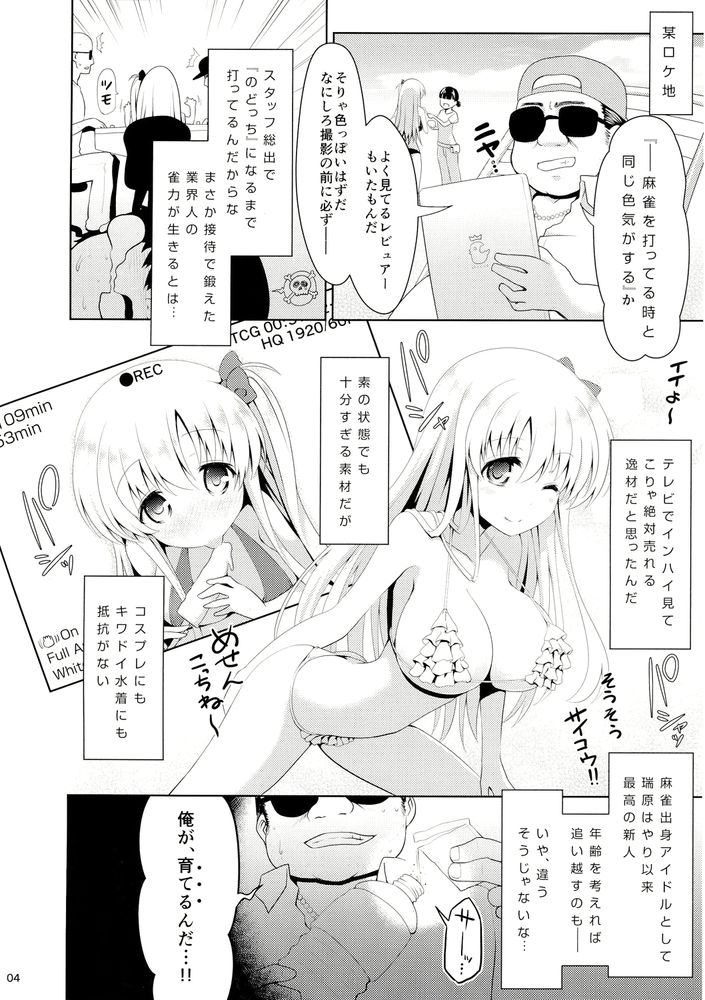 某ロケ地
『――麻雀を打ってる時と
同じ色気がする』か
ニヤ…
よく見てるレビュアー
もいたもんだ
そりゃ色っぽいはずだ
なにしろ撮影の前に必ず――
ツモ
スタッフ総出で
『のどっち』になるまで
打ってるんだからな
まさか接待で鍛えた
業界人の
雀力が生きるとは…
イイよ～
テレビでインハイ見て
こりゃ絶対売れる
逸材だと思ったんだ
素の状態でも
十分すぎる素材だが
TCG 00:
HQ 1920/60
●REC
109min
53min
On
Full A
Whit
コスプレにも
キワドイ水着にも
抵抗がない
めせん
こっちね～
そうそう
サイコウ!!
麻雀出身アイドルとして
瑞原はやり以来
最高の新人
年齢を考えれば
追い越すのも――
いや、違う
そうじゃないな…
サーッ…
俺が、育てるんだ…!!
04